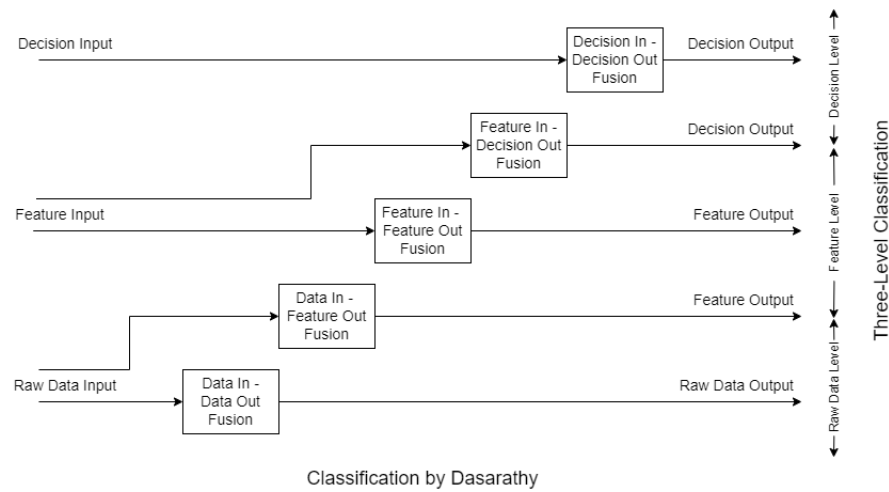 Decision Input
Decision In -
Decision Out
Fusion
Decision Output
Decision Level
Feature In -
Decision Out
Fusion
Decision Output
Feature Input
Feature In -
Feature Out
Fusion
Feature Output
Feature Level
Data In -
Feature Out
Fusion
Feature Output
Raw Data Input
Data In -
Data Out
Fusion
Raw Data Output
Raw Data Level
Three-Level Classification
Classification by Dasarathy